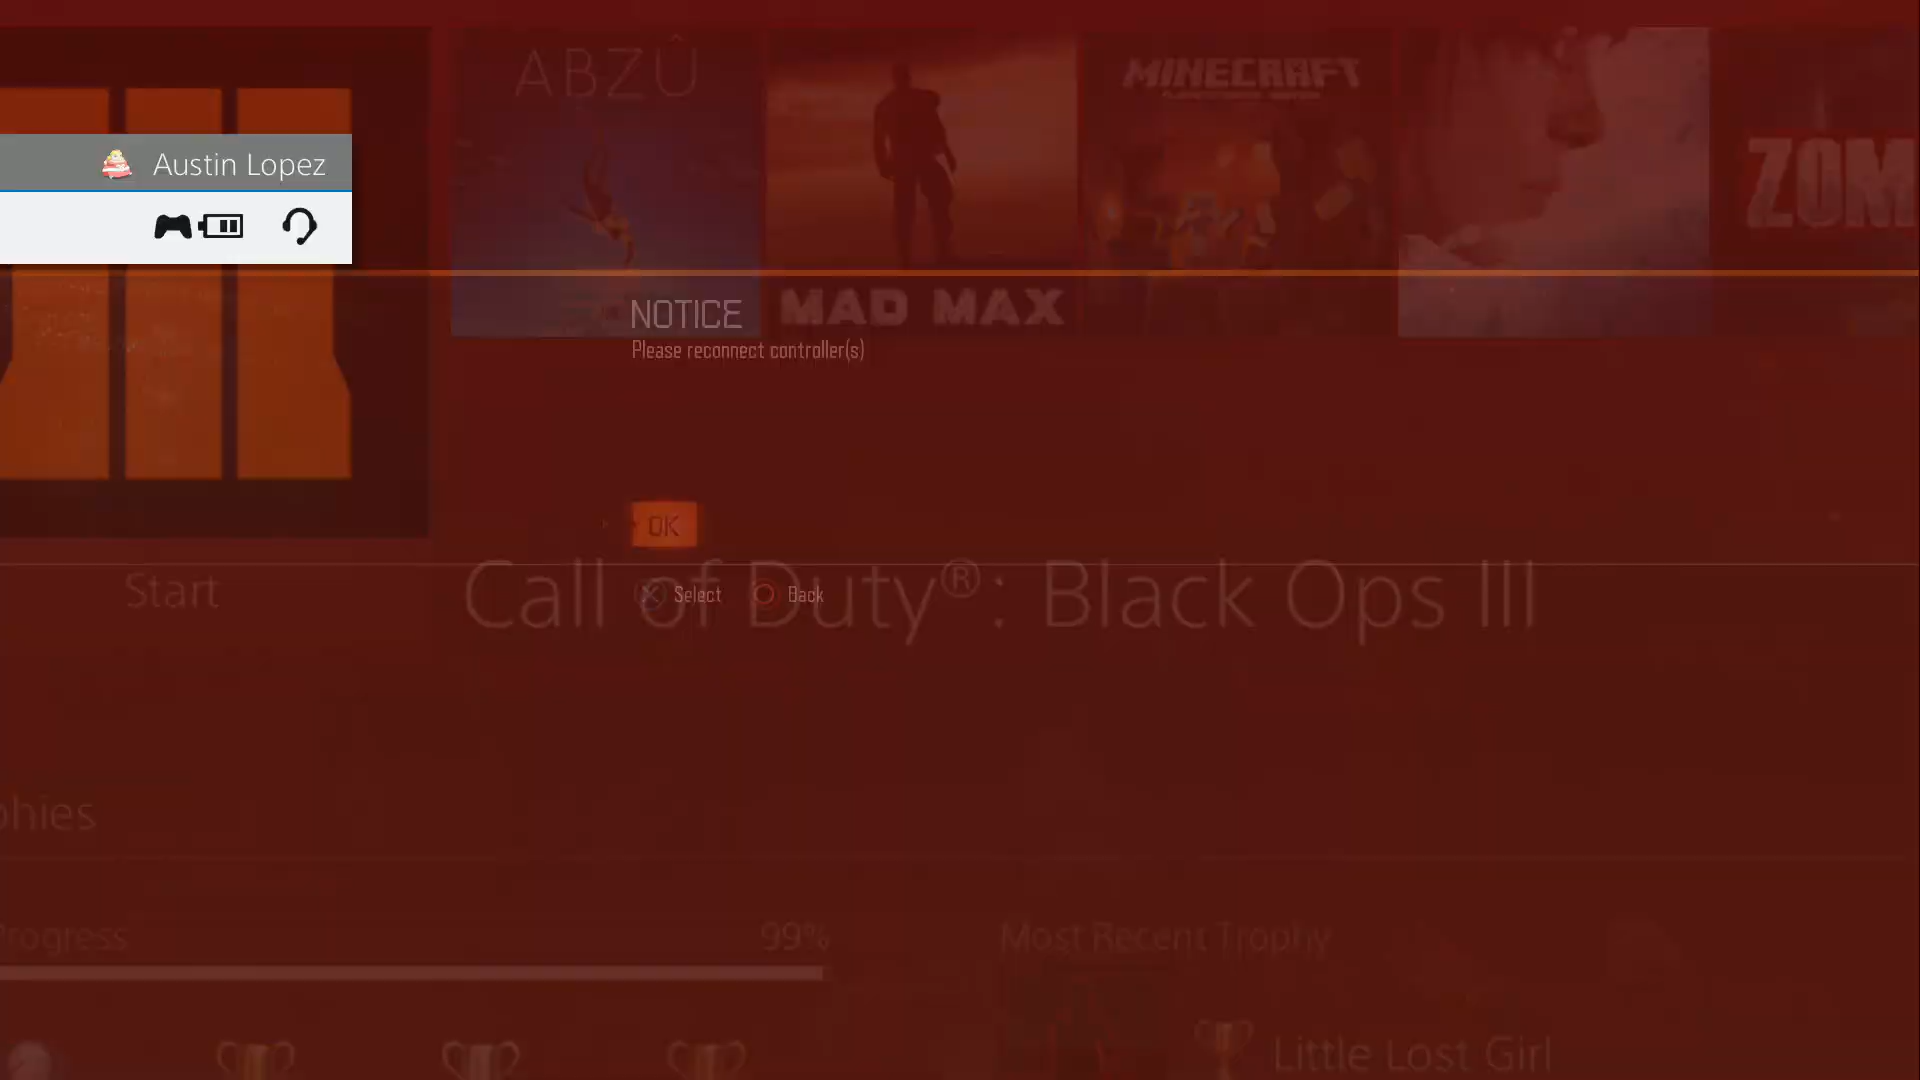 ABZÛ
MINECRAFT
Austin Lopez
ZOM
NOTICE
MAD MAX
Please reconnect controller(s)
OK
Start
Call of Duty®: Black Ops III
Select
Back
phies
Progress
99%
Most Recent Trophy
Little Lost Girl